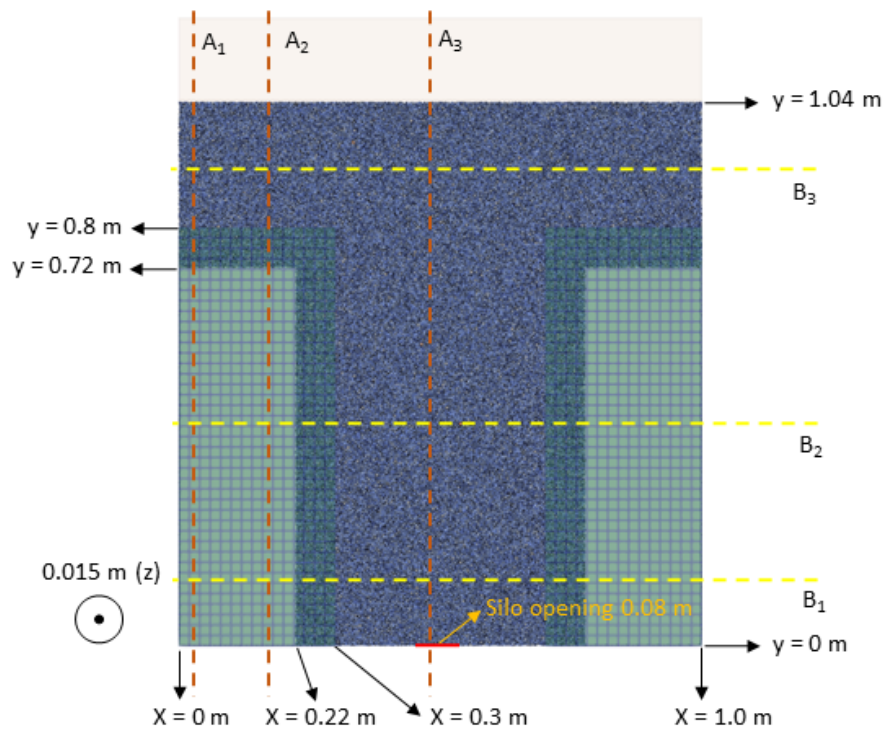 A₁
A₂
A₃
y = 1.04 m
B₃
y = 0.8 m
y = 0.72 m
B₂
0.015 m (z)
B₁
Silo opening 0.08 m
y = 0 m
X = 0 m
X = 0.22 m
X = 0.3 m
X = 1.0 m